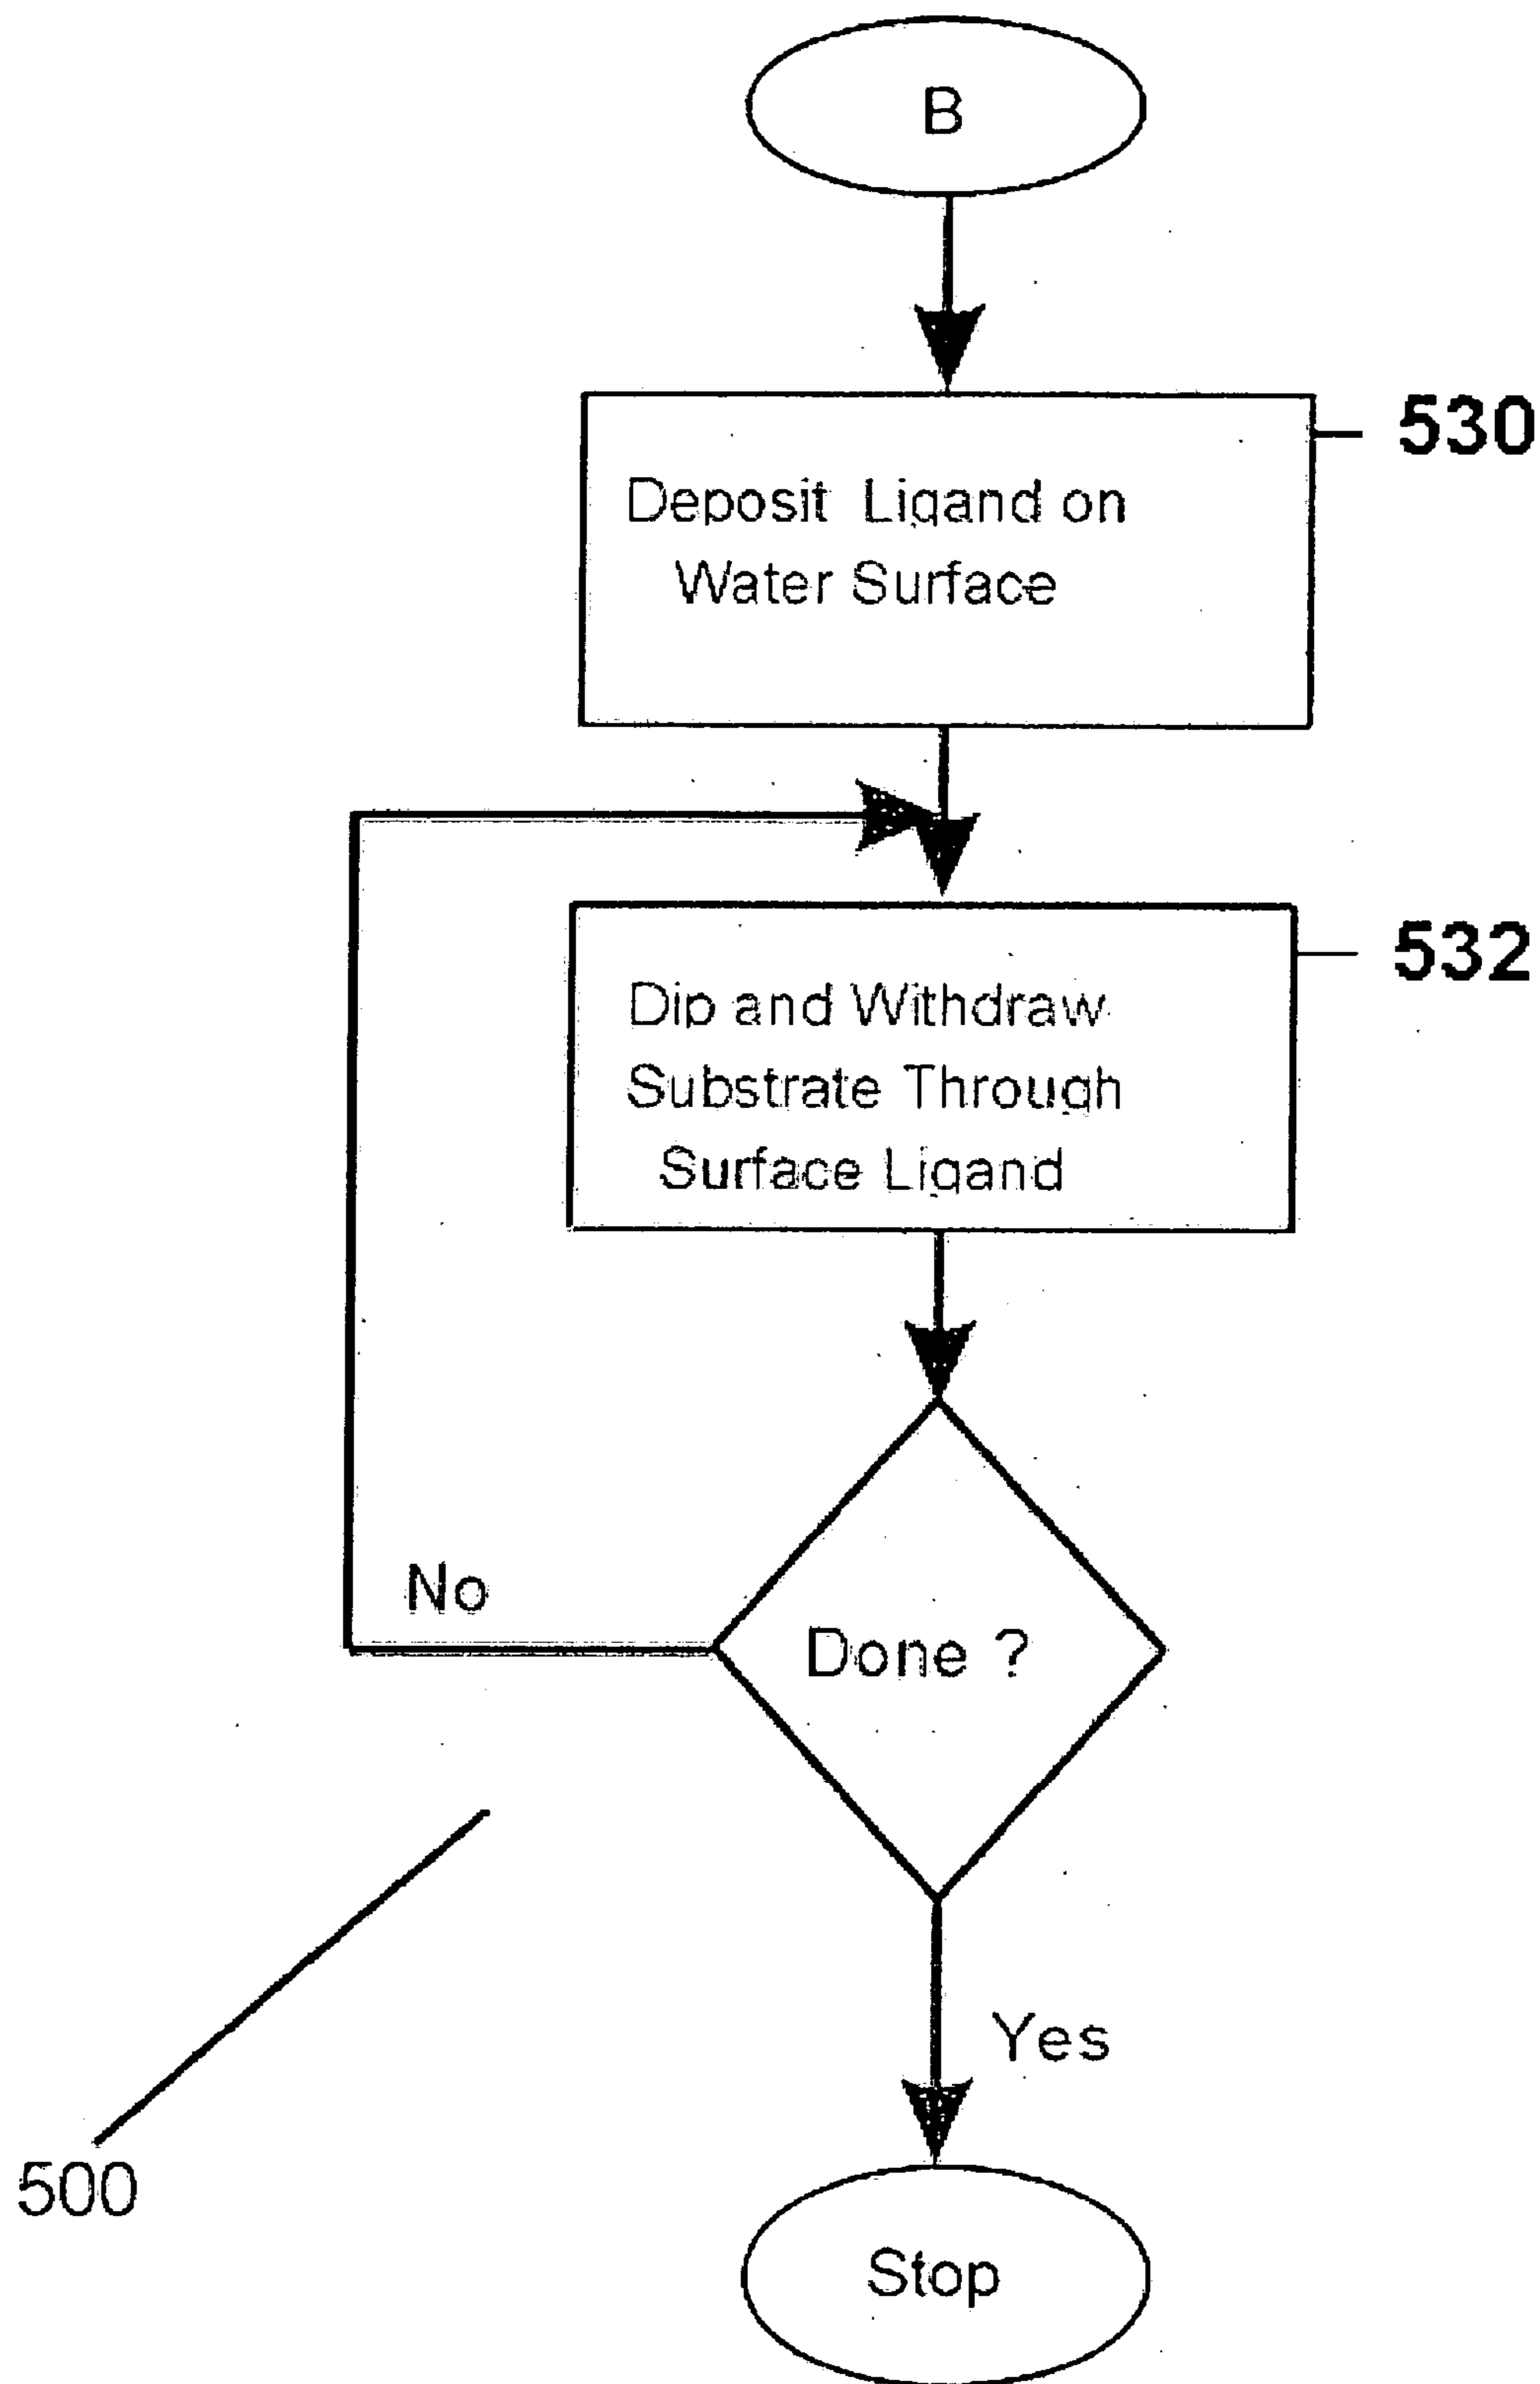 B
530
Deposit Ligand on
Water Surface
532
Dip and Withdraw
Substrate Through
Surface Ligand
No
Done ?
Yes
500
Stop